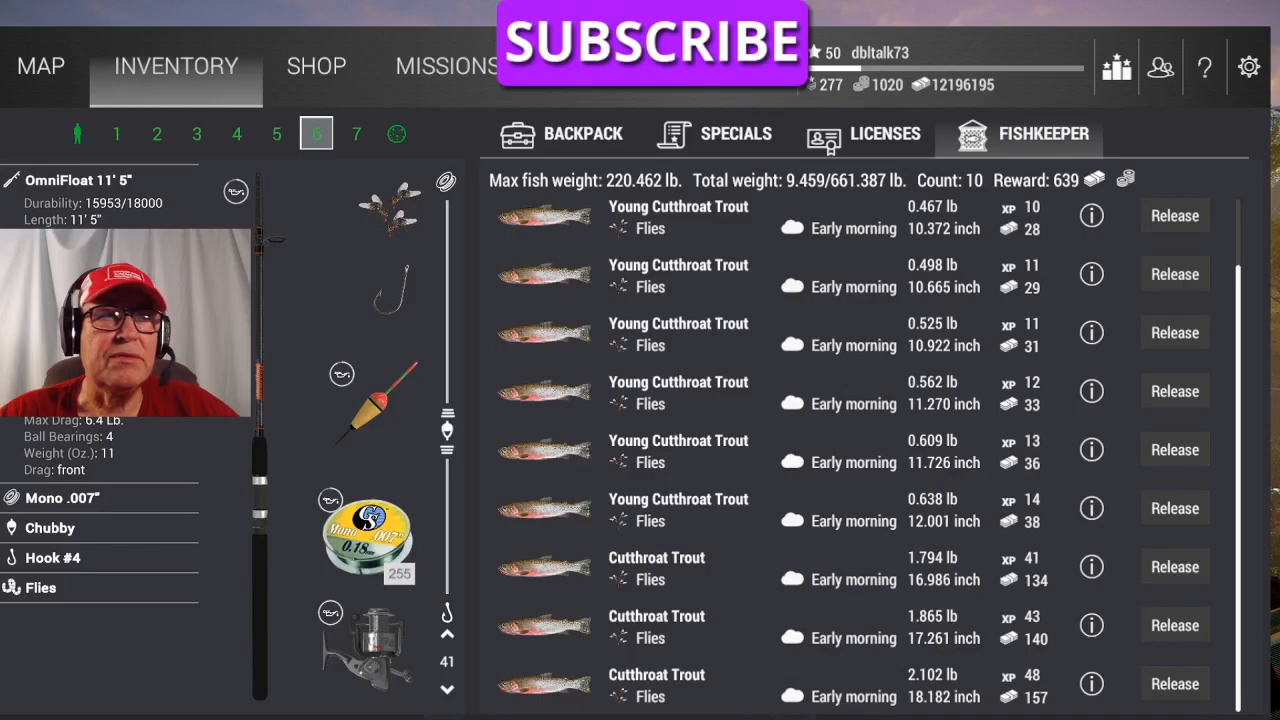 SUBSCRIBE
MAP INVENTORY SHOP MISSIONS
50 dbltalk73
277 1020 12196195
?
1 2 3 4 5 6 7
BACKPACK SPECIALS LICENSES FISHKEEPER
OmniFloat 11' 5"
Durability: 15953/18000
Length: 11' 5"
Max Drag: 6.4 Lb.
Ball Bearings: 4
Weight (Oz.): 11
Drag: front
Mono .007"
Chubby
Hook #4
Flies
Mono .007"
0.18mm
255
41
Max fish weight: 220.462 lb. Total weight: 9.459/661.387 lb. Count: 10 Reward: 639
Young Cutthroat Trout 0.467 lb XP 10
Flies Early morning 10.372 inch 28
Release
Young Cutthroat Trout 0.498 lb XP 11
Flies Early morning 10.665 inch 29
Release
Young Cutthroat Trout 0.525 lb XP 11
Flies Early morning 10.922 inch 31
Release
Young Cutthroat Trout 0.562 lb XP 12
Flies Early morning 11.270 inch 33
Release
Young Cutthroat Trout 0.609 lb XP 13
Flies Early morning 11.726 inch 36
Release
Young Cutthroat Trout 0.638 lb XP 14
Flies Early morning 12.001 inch 38
Release
Cutthroat Trout 1.794 lb XP 41
Flies Early morning 16.986 inch 134
Release
Cutthroat Trout 1.865 lb XP 43
Flies Early morning 17.261 inch 140
Release
Cutthroat Trout 2.102 lb XP 48
Flies Early morning 18.182 inch 157
Release